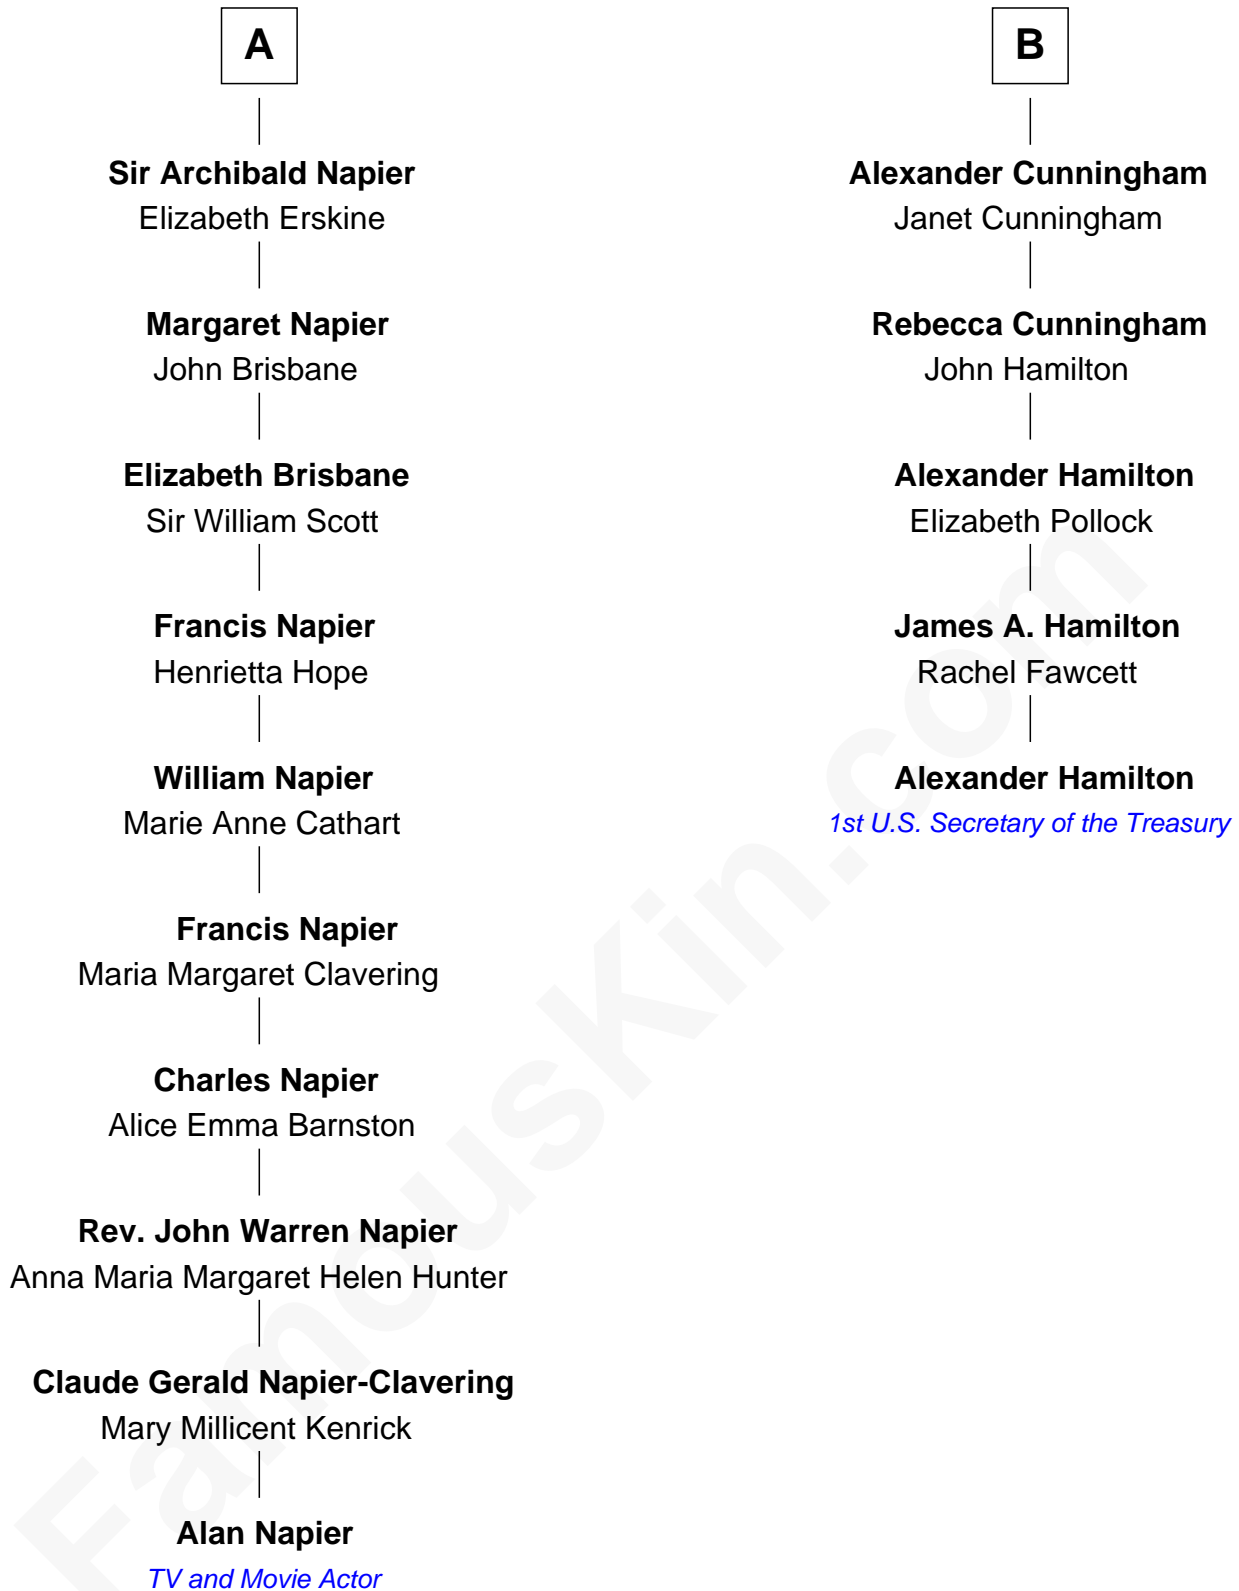 A
Sir Archibald Napier
Elizabeth Erskine
Margaret Napier
John Brisbane
Elizabeth Brisbane
Sir William Scott
Francis Napier
Henrietta Hope
William Napier
Marie Anne Cathart
Francis Napier
Maria Margaret Clavering
Charles Napier
Alice Emma Barnston
Rev. John Warren Napier
Anna Maria Margaret Helen Hunter
Claude Gerald Napier-Clavering
Mary Millicent Kenrick
Alan Napier
TV and Movie Actor
B
Alexander Cunningham
Janet Cunningham
Rebecca Cunningham
John Hamilton
Alexander Hamilton
Elizabeth Pollock
James A. Hamilton
Rachel Fawcett
Alexander Hamilton
1st U.S. Secretary of the Treasury
FamousKin.com